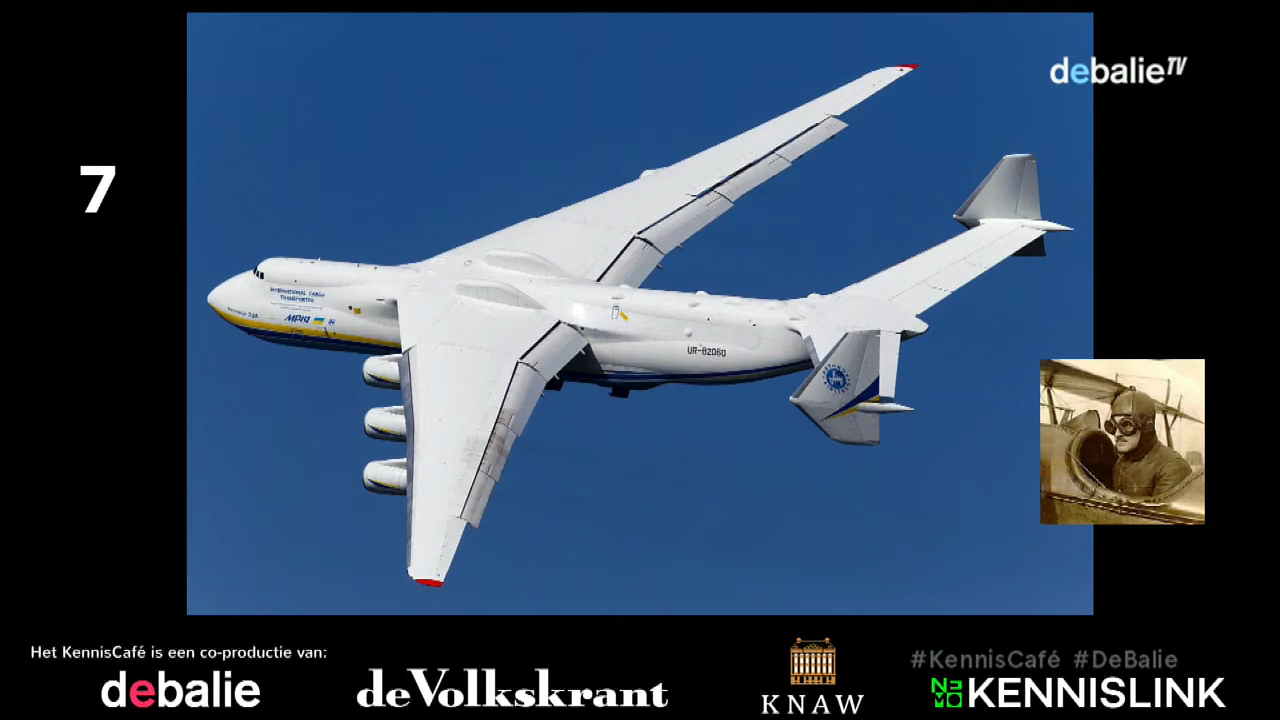 debalieTV
7
INTERNATIONAL CARGO
TRANSPORTER
МРІЯ
UR-82060
Het KennisCafé is een co-productie van:
debalie
deVolkskrant
KNAW
#KennisCafé #DeBalie
NEMO KENNISLINK